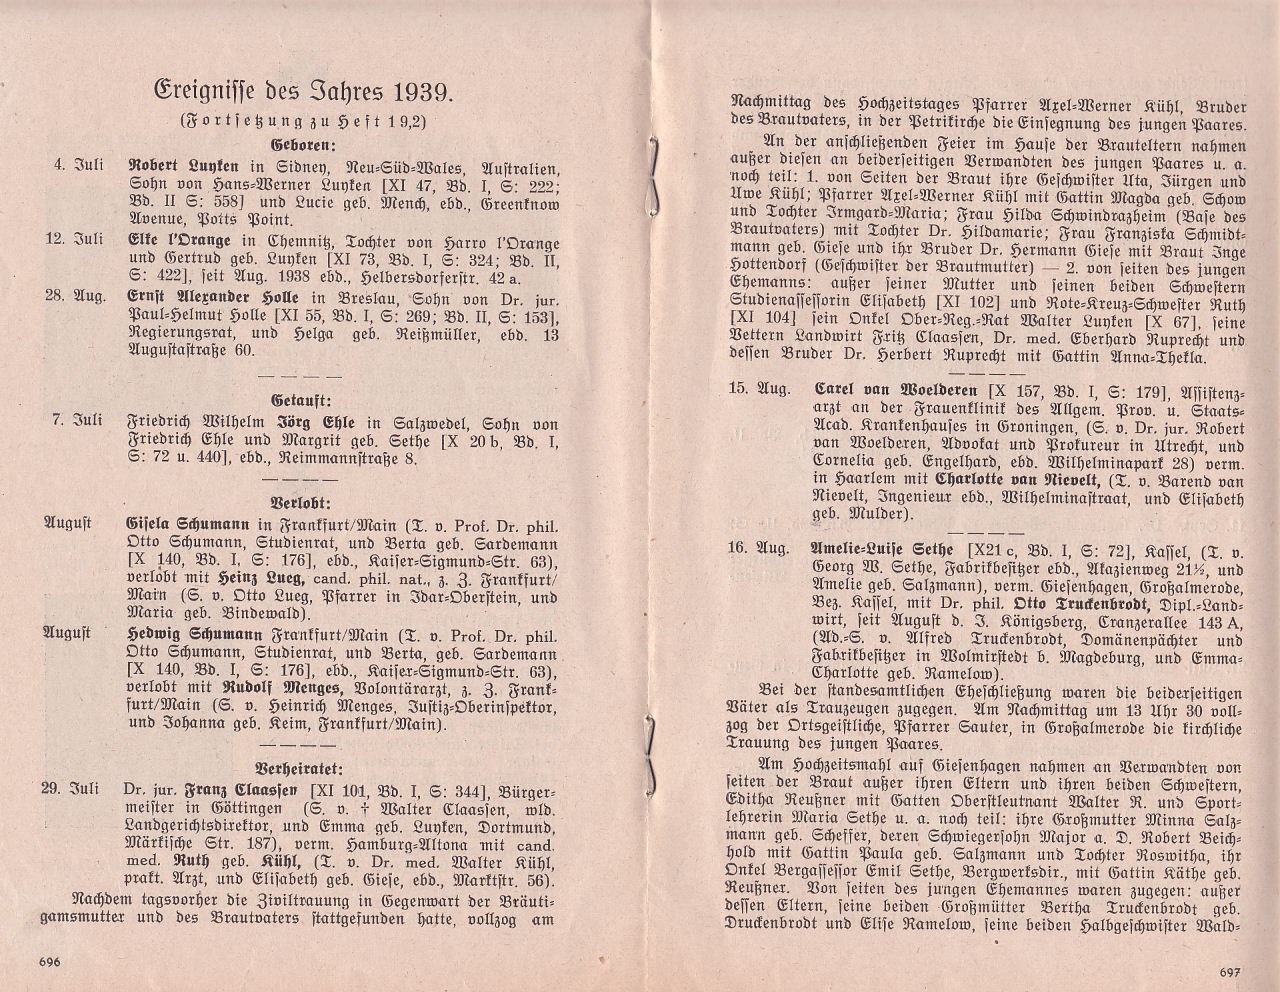 Ereignisse des Jahres 1939.
(Fortsetzung zu Heft 19,2)
Geboren:
4. Juli Robert Luyken in Sidney, Neu-Süd-Wales, Australien,
Sohn von Hans-Werner Luyken [XI 47, Bd. I, S: 222;
Bd. II S: 558] und Lucie geb. Mench, ebd., Greenknow
Avenue, Potts Point.
12. Juli Elke l'Orange in Chemnitz, Tochter von Harro l'Orange
und Gertrud geb. Luyken [XI 73, Bd. I, S: 324; Bd. II,
S: 422], seit Aug. 1938 ebd., Helbersdorferstr. 42 a.
28. Aug. Ernst Alexander Holle in Breslau, Sohn von Dr. jur.
Paul-Helmut Holle [XI 55, Bd. I, S: 269; Bd. II, S: 153],
Regierungsrat, und Helga geb. Reißmüller, ebd. 13
Augustastraße 60.
————
Getauft:
7. Juli Friedrich Wilhelm Jörg Ehle in Salzwedel, Sohn von
Friedrich Ehle und Margrit geb. Sethe [X 20 b, Bd. I,
S: 72 u. 440], ebd., Reimmannstraße 8.
————
Verlobt:
August Gisela Schumann in Frankfurt/Main (T. v. Prof. Dr. phil.
Otto Schumann, Studienrat, und Berta geb. Sardemann
[X 140, Bd. I, S: 176], ebd., Kaiser-Sigmund-Str. 63),
verlobt mit Heinz Lueg, cand. phil. nat., z. Z. Frankfurt/
Main (S. v. Otto Lueg, Pfarrer in Idar-Oberstein, und
Maria geb. Bindewald).
August Hedwig Schumann Frankfurt/Main (T. v. Prof. Dr. phil.
Otto Schumann, Studienrat, und Berta, geb. Sardemann
[X 140, Bd. I, S: 176], ebd., Kaiser-Sigmund-Str. 63),
verlobt mit Rudolf Menges, Volontärarzt, z. Z. Frank-
furt/Main (S. v. Heinrich Menges, Justiz-Oberinspektor,
und Johanna geb. Keim, Frankfurt/Main).
————
Verheiratet:
29. Juli Dr. jur. Franz Claassen [XI 101, Bd. I, S: 344], Bürger-
meister in Göttingen (S. v. † Walter Claassen, wld.
Landgerichtsdirektor, und Emma geb. Luyken, Dortmund,
Märkische Str. 187), verm. Hamburg-Altona mit cand.
med. Ruth geb. Kühl, (T. v. Dr. med. Walter Kühl,
prakt. Arzt, und Elisabeth geb. Giese, ebd., Marktstr. 56).
Nachdem tagsvorher die Ziviltrauung in Gegenwart der Bräuti-
gamsmutter und des Brautvaters stattgefunden hatte, vollzog am
696
Nachmittag des Hochzeitstages Pfarrer Axel-Werner Kühl, Bruder
des Brautvaters, in der Petrikirche die Einsegnung des jungen Paares.
An der anschließenden Feier im Hause der Brauteltern nahmen
außer diesen an beiderseitigen Verwandten des jungen Paares u. a.
noch teil: 1. von Seiten der Braut ihre Geschwister Uta, Jürgen und
Uwe Kühl; Pfarrer Axel-Werner Kühl mit Gattin Magda geb. Schow
und Tochter Irmgard-Maria; Frau Hilda Schwindrazheim (Base des
Brautvaters) mit Tochter Dr. Hildamarie; Frau Franziska Schmidt-
mann geb. Giese und ihr Bruder Dr. Hermann Giese mit Braut Inge
Hottendorf (Geschwister der Brautmutter) — 2. von seiten des jungen
Ehemanns: außer seiner Mutter und seinen beiden Schwestern
Studienassessorin Elisabeth [XI 102] und Rote-Kreuz-Schwester Ruth
[XI 104] sein Onkel Ober-Reg.-Rat Walter Luyken [X 67], seine
Vettern Landwirt Fritz Claassen, Dr. med. Eberhard Ruprecht und
dessen Bruder Dr. Herbert Ruprecht mit Gattin Anna-Thekla.
————
15. Aug. Carel van Woelderen [X 157, Bd. I, S: 179], Assistenz-
arzt an der Frauenklinik des Allgem. Prov. u. Staats-
Acad. Krankenhauses in Groningen, (S. v. Dr. jur. Robert
van Woelderen, Advokat und Prokureur in Utrecht, und
Cornelia geb. Engelhard, ebd. Wilhelminapark 28) verm.
in Haarlem mit Charlotte van Nievelt, (T. v. Barend van
Nievelt, Ingenieur ebd., Wilhelminastraat, und Elisabeth
geb. Mulder).
————
16. Aug. Amelie-Luise Sethe [X21 c, Bd. I, S: 72], Kassel, (T. v.
Georg W. Sethe, Fabrikbesitzer ebd., Akazienweg 21½, und
Amelie geb. Salzmann), verm. Giesenhagen, Großalmerode,
Bez. Kassel, mit Dr. phil. Otto Truckenbrodt, Dipl.-Land-
wirt, seit August d. J. Königsberg, Cranzerallee 143 A,
(Ad.-S. v. Alfred Truckenbrodt, Domänenpächter und
Fabrikbesitzer in Wolmirstedt b. Magdeburg, und Emma-
Charlotte geb. Ramelow).
Bei der standesamtlichen Eheschließung waren die beiderseitigen
Väter als Trauzeugen zugegen. Am Nachmittag um 13 Uhr 30 voll-
zog der Ortsgeistliche, Pfarrer Sauter, in Großalmerode die kirchliche
Trauung des jungen Paares.
Am Hochzeitsmahl auf Giesenhagen nahmen an Verwandten von
seiten der Braut außer ihren Eltern und ihren beiden Schwestern,
Editha Reußner mit Gatten Oberstleutnant Walter R. und Sport-
lehrerin Maria Sethe u. a. noch teil: ihre Großmutter Minna Salz-
mann geb. Scheffer, deren Schwiegersohn Major a. D. Robert Beich-
hold mit Gattin Paula geb. Salzmann und Tochter Roswitha, ihr
Onkel Bergassessor Emil Sethe, Bergwerksdir., mit Gattin Käthe geb.
Reußner. Von seiten des jungen Ehemannes waren zugegen: außer
dessen Eltern, seine beiden Großmütter Bertha Truckenbrodt geb.
Druckenbrodt und Elise Ramelow, seine beiden Halbgeschwister Wald-
697